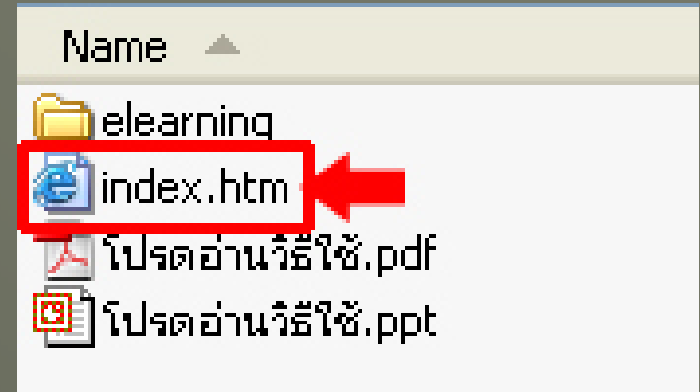 Name
elearning
index.htm
โปรดอ่านวิธีใช้.pdf
โปรดอ่านวิธีใช้.ppt